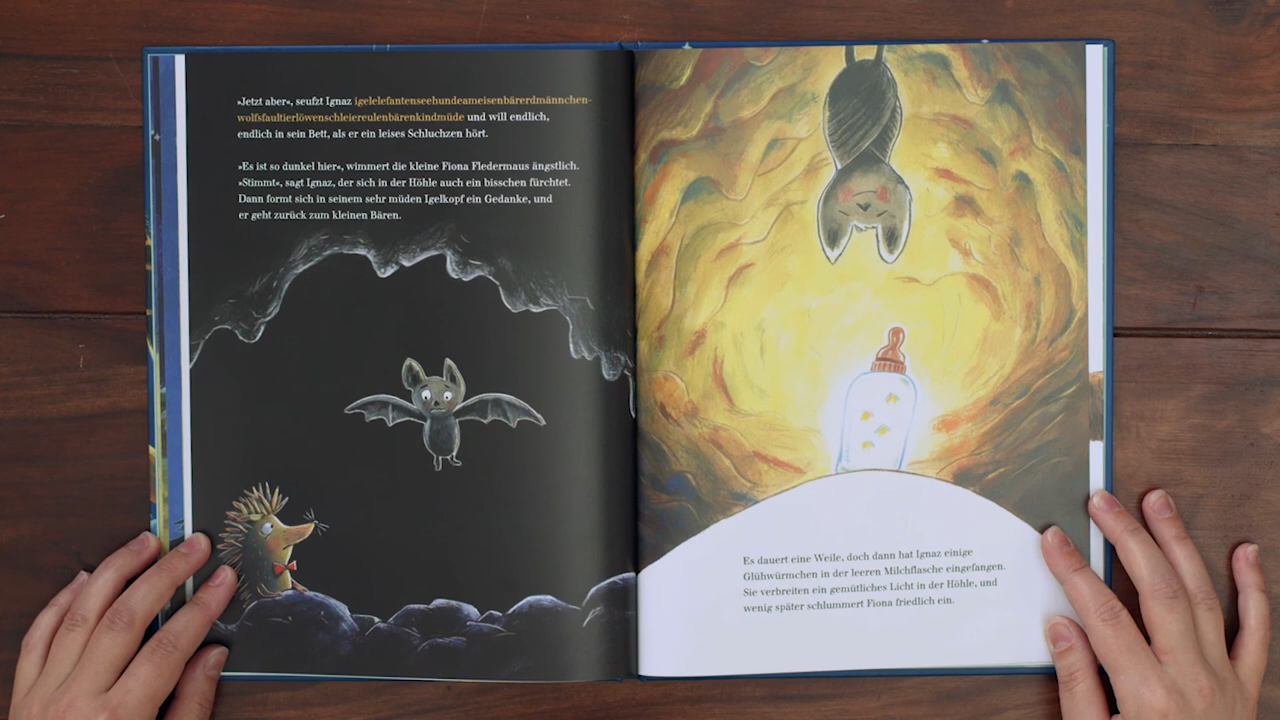 »Jetzt aber«, seufzt Ignaz igelelefantenseehundeameisenbärerdmännchen-
wolfsfaultierlöwenschleiereulenbärenkindmüde und will endlich,
endlich in sein Bett, als er ein leises Schluchzen hört.
»Es ist so dunkel hier«, wimmert die kleine Fiona Fledermaus ängstlich.
»Stimmt«, sagt Ignaz, der sich in der Höhle auch ein bisschen fürchtet.
Dann formt sich in seinem sehr müden Igelkopf ein Gedanke, und
er geht zurück zum kleinen Bären.
Es dauert eine Weile, doch dann hat Ignaz einige
Glühwürmchen in der leeren Milchflasche eingefangen.
Sie verbreiten ein gemütliches Licht in der Höhle, und
wenig später schlummert Fiona friedlich ein.